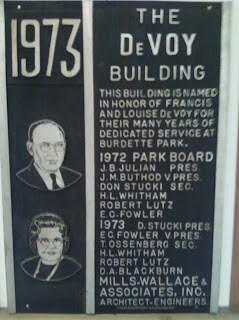 1973
THE
DEVOY
BUILDING
THIS BUILDING IS NAMED
IN HONOR OF FRANCIS
AND LOUISE DEVOY FOR
THEIR MANY YEARS OF
DEDICATED SERVICE AT
BURDETTE PARK.
1972 PARK BOARD
J.B. JULIAN PRES.
J.M. BUTHOD V. PRES.
DON STUCKI SEC.
H.L. WHITHAM
ROBERT LUTZ
E.C. FOWLER
1973 D. STUCKI PRES.
E.C. FOWLER V. PRES.
T. OSSENBERG SEC.
H.L. WHITHAM
ROBERT LUTZ
D.A. BLACKBURN
MILLS, WALLACE &
ASSOCIATES, INC.
ARCHITECT-ENGINEERS